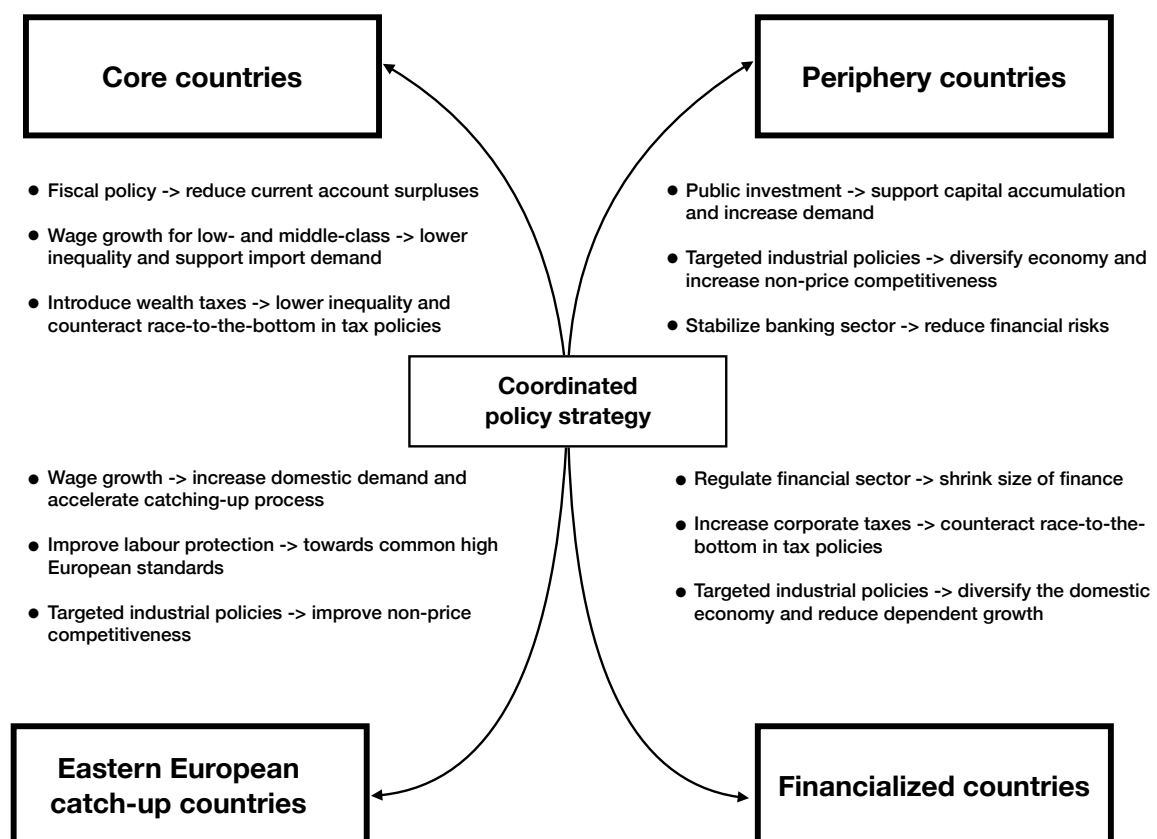 Core countries
Periphery countries
● Fiscal policy -> reduce current account surpluses
● Wage growth for low- and middle-class -> lower
inequality and support import demand
● Introduce wealth taxes -> lower inequality and
counteract race-to-the-bottom in tax policies
● Public investment -> support capital accumulation
and increase demand
● Targeted industrial policies -> diversify economy and
increase non-price competitiveness
● Stabilize banking sector -> reduce financial risks
Coordinated
policy strategy
● Wage growth -> increase domestic demand and
accelerate catching-up process
● Improve labour protection -> towards common high
European standards
● Targeted industrial policies -> improve non-price
competitiveness
● Regulate financial sector -> shrink size of finance
● Increase corporate taxes -> counteract race-to-the-
bottom in tax policies
● Targeted industrial policies -> diversify the domestic
economy and reduce dependent growth
Eastern European
catch-up countries
Financialized countries